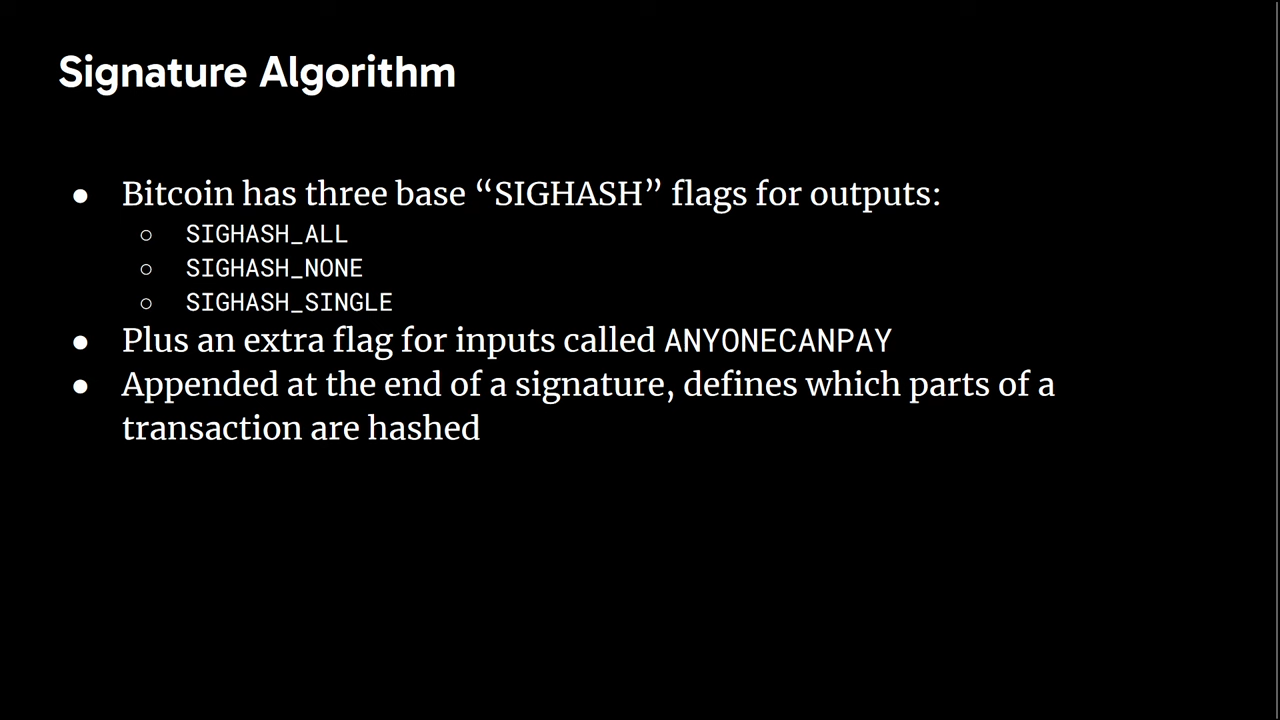 Signature Algorithm
● Bitcoin has three base “SIGHASH” flags for outputs:
○ SIGHASH_ALL
○ SIGHASH_NONE
○ SIGHASH_SINGLE
● Plus an extra flag for inputs called ANYONECANPAY
● Appended at the end of a signature, defines which parts of a
transaction are hashed